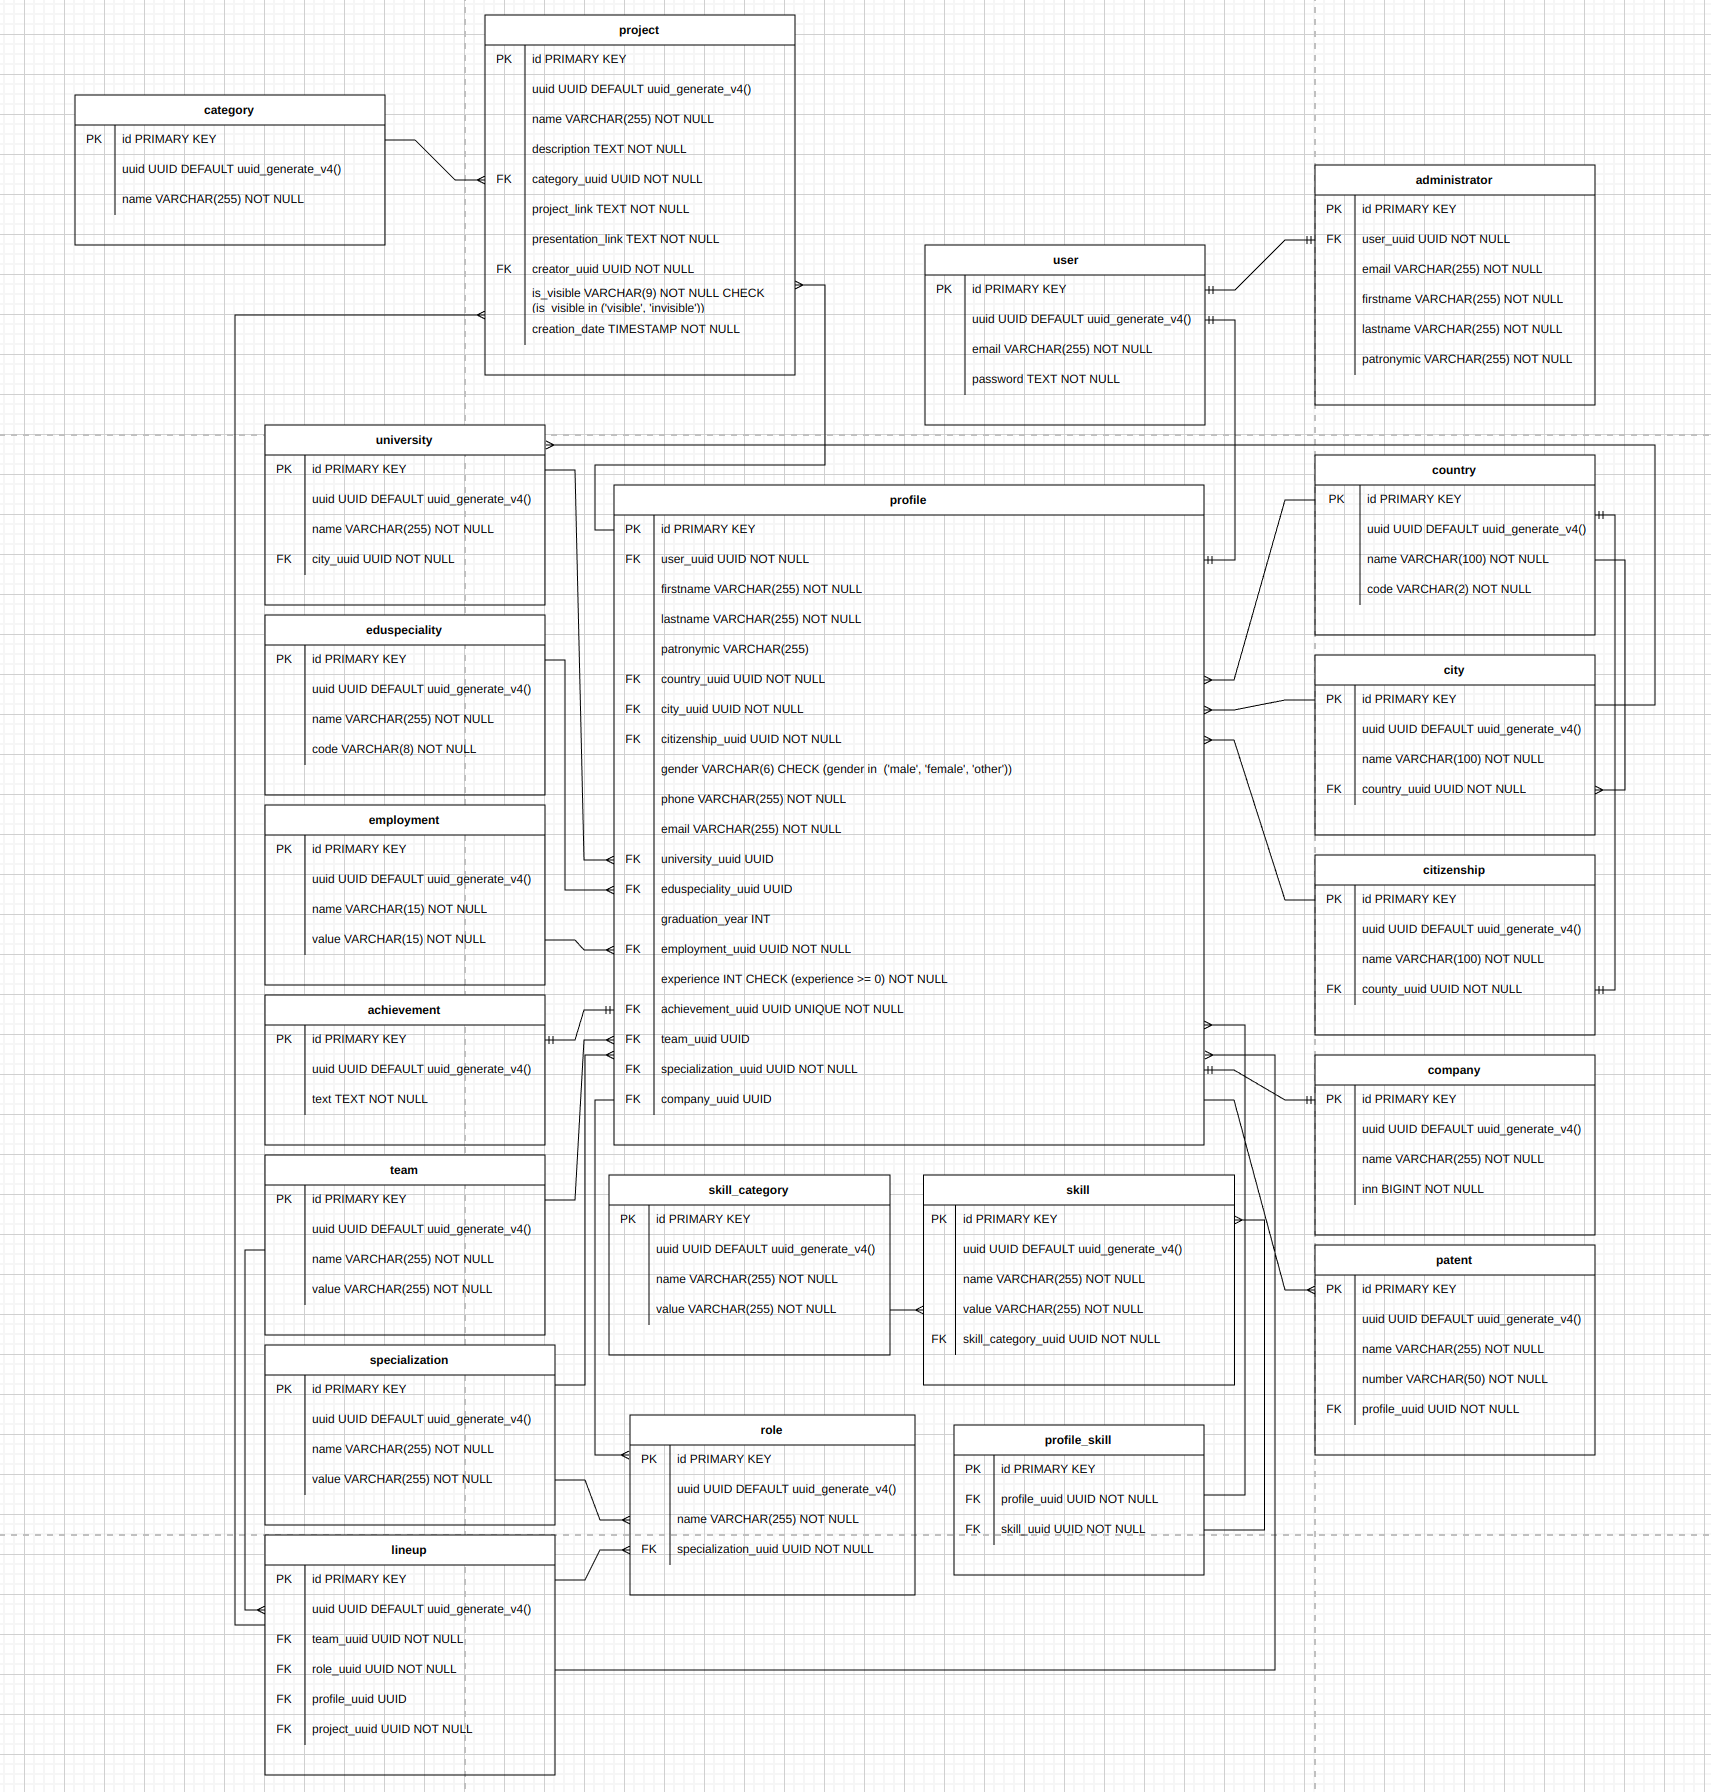 project
PK id PRIMARY KEY
uuid UUID DEFAULT uuid_generate_v4()
name VARCHAR(255) NOT NULL
description TEXT NOT NULL
FK category_uuid UUID NOT NULL
project_link TEXT NOT NULL
presentation_link TEXT NOT NULL
FK creator_uuid UUID NOT NULL
is_visible VARCHAR(9) NOT NULL CHECK
(is_visible in ('visible', 'invisible'))
creation_date TIMESTAMP NOT NULL
category
PK id PRIMARY KEY
uuid UUID DEFAULT uuid_generate_v4()
name VARCHAR(255) NOT NULL
administrator
PK id PRIMARY KEY
FK user_uuid UUID NOT NULL
email VARCHAR(255) NOT NULL
firstname VARCHAR(255) NOT NULL
lastname VARCHAR(255) NOT NULL
patronymic VARCHAR(255) NOT NULL
user
PK id PRIMARY KEY
uuid UUID DEFAULT uuid_generate_v4()
email VARCHAR(255) NOT NULL
password TEXT NOT NULL
university
PK id PRIMARY KEY
uuid UUID DEFAULT uuid_generate_v4()
name VARCHAR(255) NOT NULL
FK city_uuid UUID NOT NULL
eduspeciality
PK id PRIMARY KEY
uuid UUID DEFAULT uuid_generate_v4()
name VARCHAR(255) NOT NULL
code VARCHAR(8) NOT NULL
employment
PK id PRIMARY KEY
uuid UUID DEFAULT uuid_generate_v4()
name VARCHAR(15) NOT NULL
value VARCHAR(15) NOT NULL
achievement
PK id PRIMARY KEY
uuid UUID DEFAULT uuid_generate_v4()
text TEXT NOT NULL
team
PK id PRIMARY KEY
uuid UUID DEFAULT uuid_generate_v4()
name VARCHAR(255) NOT NULL
value VARCHAR(255) NOT NULL
specialization
PK id PRIMARY KEY
uuid UUID DEFAULT uuid_generate_v4()
name VARCHAR(255) NOT NULL
value VARCHAR(255) NOT NULL
lineup
PK id PRIMARY KEY
uuid UUID DEFAULT uuid_generate_v4()
FK team_uuid UUID NOT NULL
FK role_uuid UUID NOT NULL
FK profile_uuid UUID
FK project_uuid UUID NOT NULL
profile
PK id PRIMARY KEY
FK user_uuid UUID NOT NULL
firstname VARCHAR(255) NOT NULL
lastname VARCHAR(255) NOT NULL
patronymic VARCHAR(255)
FK country_uuid UUID NOT NULL
FK city_uuid UUID NOT NULL
FK citizenship_uuid UUID NOT NULL
gender VARCHAR(6) CHECK (gender in  ('male', 'female', 'other'))
phone VARCHAR(255) NOT NULL
email VARCHAR(255) NOT NULL
FK university_uuid UUID
FK eduspeciality_uuid UUID
graduation_year INT
FK employment_uuid UUID NOT NULL
experience INT CHECK (experience >= 0) NOT NULL
FK achievement_uuid UUID UNIQUE NOT NULL
FK team_uuid UUID
FK specialization_uuid UUID NOT NULL
FK company_uuid UUID
skill_category
PK id PRIMARY KEY
uuid UUID DEFAULT uuid_generate_v4()
name VARCHAR(255) NOT NULL
value VARCHAR(255) NOT NULL
skill
PK id PRIMARY KEY
uuid UUID DEFAULT uuid_generate_v4()
name VARCHAR(255) NOT NULL
value VARCHAR(255) NOT NULL
FK skill_category_uuid UUID NOT NULL
role
PK id PRIMARY KEY
uuid UUID DEFAULT uuid_generate_v4()
name VARCHAR(255) NOT NULL
FK specialization_uuid UUID NOT NULL
profile_skill
PK id PRIMARY KEY
FK profile_uuid UUID NOT NULL
FK skill_uuid UUID NOT NULL
country
PK id PRIMARY KEY
uuid UUID DEFAULT uuid_generate_v4()
name VARCHAR(100) NOT NULL
code VARCHAR(2) NOT NULL
city
PK id PRIMARY KEY
uuid UUID DEFAULT uuid_generate_v4()
name VARCHAR(100) NOT NULL
FK country_uuid UUID NOT NULL
citizenship
PK id PRIMARY KEY
uuid UUID DEFAULT uuid_generate_v4()
name VARCHAR(100) NOT NULL
FK county_uuid UUID NOT NULL
company
PK id PRIMARY KEY
uuid UUID DEFAULT uuid_generate_v4()
name VARCHAR(255) NOT NULL
inn BIGINT NOT NULL
patent
PK id PRIMARY KEY
uuid UUID DEFAULT uuid_generate_v4()
name VARCHAR(255) NOT NULL
number VARCHAR(50) NOT NULL
FK profile_uuid UUID NOT NULL